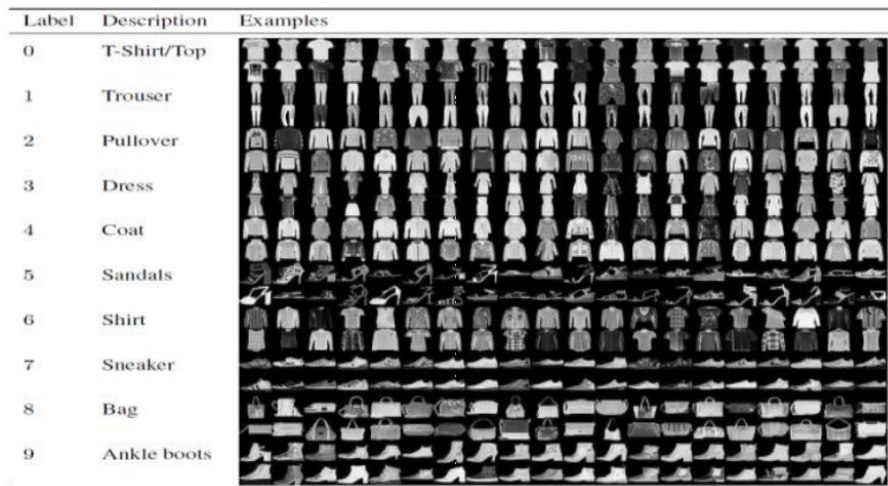 Label Description Examples
0 T-Shirt/Top
1 Trouser
2 Pullover
3 Dress
4 Coat
5 Sandals
6 Shirt
7 Sneaker
8 Bag
9 Ankle boots